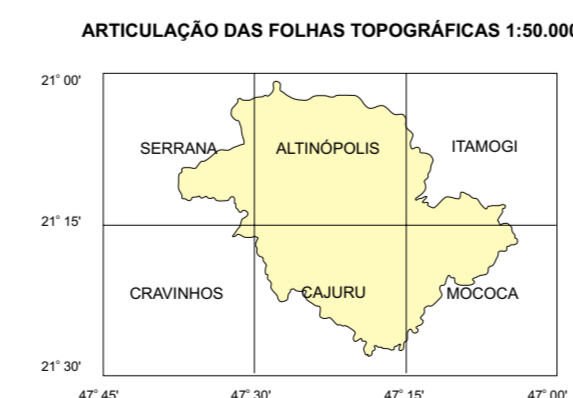 ARTICULAÇÃO DAS FOLHAS TOPOGRÁFICAS 1:50.000
21° 00'
SERRANA ALTINÓPOLIS ITAMOGI
21° 15'
CRAVINHOS CAJURU MOCOCA
21° 30'
47° 45' 47° 30' 47° 15' 47° 00'